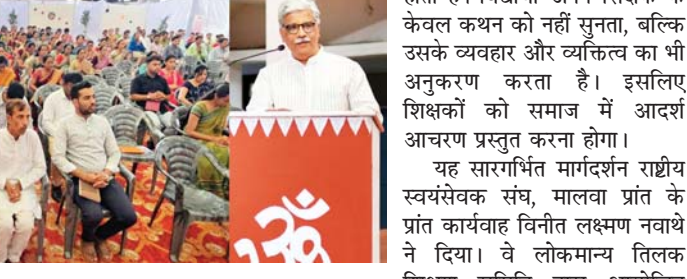 केवल कथन को नहीं सुनता, बल्कि
उसके व्यवहार और व्यक्तित्व का भी
अनुकरण करता है। इसलिए
शिक्षकों को समाज में आदर्श
आचरण प्रस्तुत करना होगा।
यह सारगर्भित मार्गदर्शन राष्ट्रीय
स्वयंसेवक संघ, मालवा प्रांत के
प्रांत कार्यवाह विनीत लक्ष्मण नवाथे
ने दिया। वे लोकमान्य तिलक
ॐ